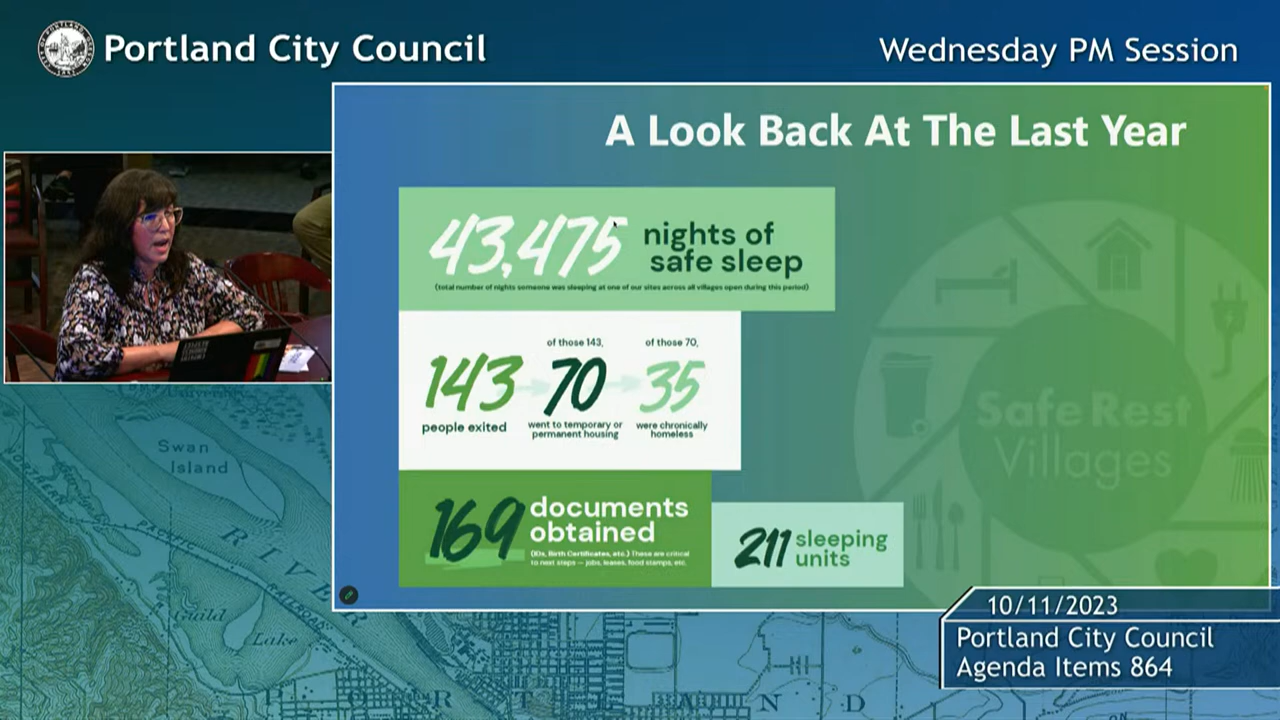 Portland City Council
Wednesday PM Session
A Look Back At The Last Year
43,475
nights of
safe sleep
(total number of nights someone was sleeping at one of our sites across all villages open during this period)
143
people exited
of those 143,
70
went to temporary or
permanent housing
of those 70,
35
were chronically
homeless
169
documents
obtained
(IDs, Birth Certificates, etc.) These are critical
to next steps — jobs, leases, food stamps, etc.
211
sleeping
units
Safe Rest
Villages
Swan
Island
RIVER
Guild
Lake
PACIFIC
RAILROAD
10/11/2023
Portland City Council
Agenda Items 864